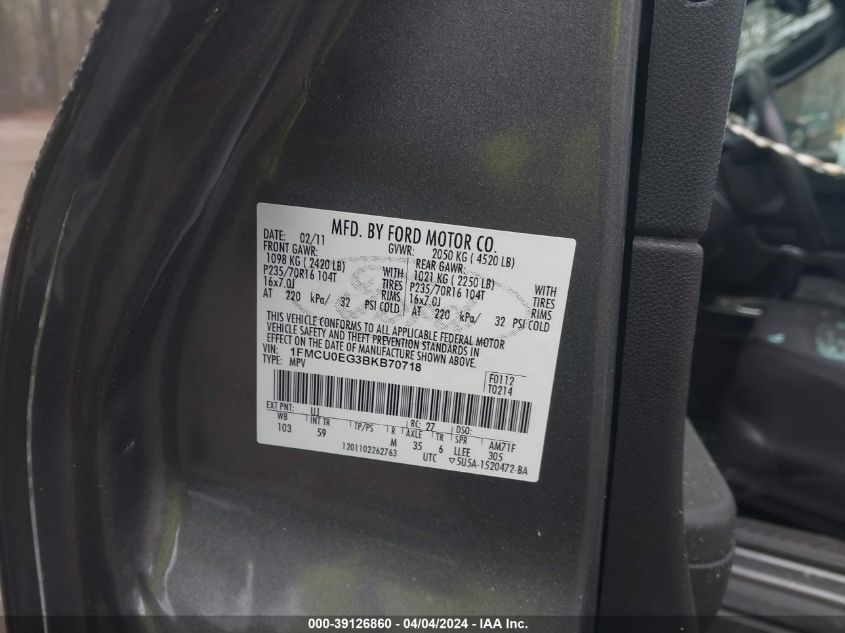 MFD. BY FORD MOTOR CO.
DATE: 02/11 GVWR: 2050 KG ( 4520 LB)
FRONT GAWR: REAR GAWR:
1098 KG ( 2420 LB) WITH 1021 KG ( 2250 LB) WITH
P235/70R16 104T TIRES P235/70R16 104T TIRES
16x7.0J RIMS 16x7.0J RIMS
AT 220 kPa/ 32 PSI COLD AT 220 kPa/ 32 PSI COLD
Ford
THIS VEHICLE CONFORMS TO ALL APPLICABLE FEDERAL MOTOR
VEHICLE SAFETY AND THEFT PREVENTION STANDARDS IN
EFFECT ON THE DATE OF MANUFACTURE SHOWN ABOVE.
VIN: 1FMCU0EG3BKB70718
TYPE: MPV
F0112
T0214
EXT PNT: UJ RC: 27 DSO:
WB INT TR TP/PS R AXLE TR SPR AM71F
103 59 M 35 6 LLEE 305
1201102262763 UTC ▽5U5A-1520472-BA
000-39126860 - 04/04/2024 - IAA Inc.